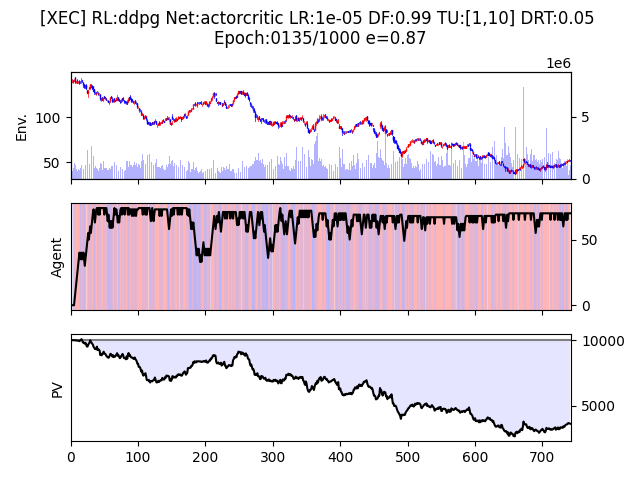 [XEC] RL:ddpg Net:actorcritic LR:1e-05 DF:0.99 TU:[1,10] DRT:0.05
Epoch:0135/1000 e=0.87
1e6
Env.
100
50
5
0
Agent
50
0
PV
10000
5000
0 100 200 300 400 500 600 700